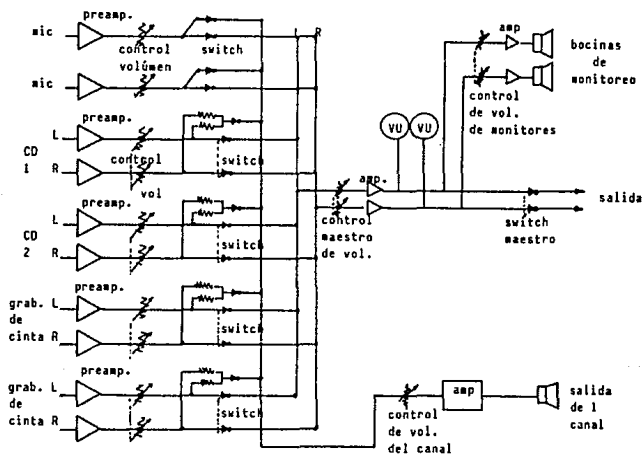 preamp.
mic
control
volúmen
switch
L R
mic
preamp.
L
CD
1
R
control
vol
switch
preamp.
L
CD
2
R
switch
preamp.
grab. L
de
cinta R
switch
preamp.
grab. L
de
cinta R
switch
amp
bocinas
de
monitoreo
control
de vol.
de monitores
VU VU
amp.
control
maestro
de vol.
salida
switch
maestro
amp
control
de vol.
del canal
salida
de 1
canal